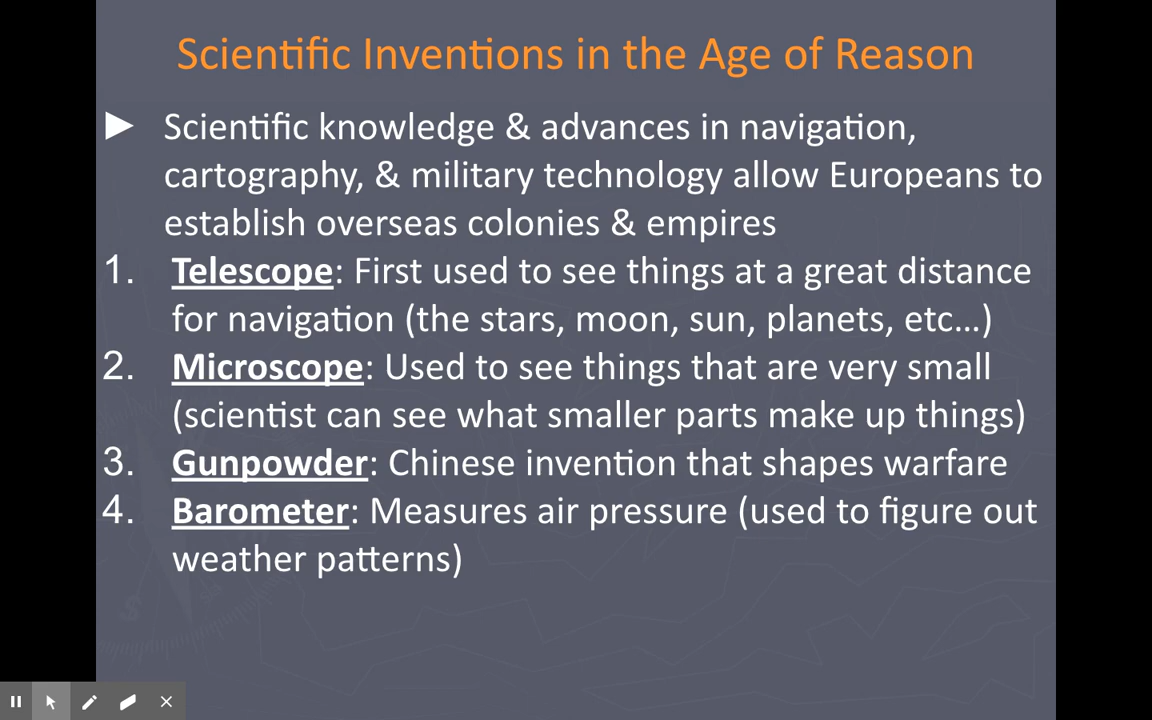 Scientific Inventions in the Age of Reason
► Scientific knowledge & advances in navigation,
cartography, & military technology allow Europeans to
establish overseas colonies & empires
1. Telescope: First used to see things at a great distance
for navigation (the stars, moon, sun, planets, etc…)
2. Microscope: Used to see things that are very small
(scientist can see what smaller parts make up things)
3. Gunpowder: Chinese invention that shapes warfare
4. Barometer: Measures air pressure (used to figure out
weather patterns)